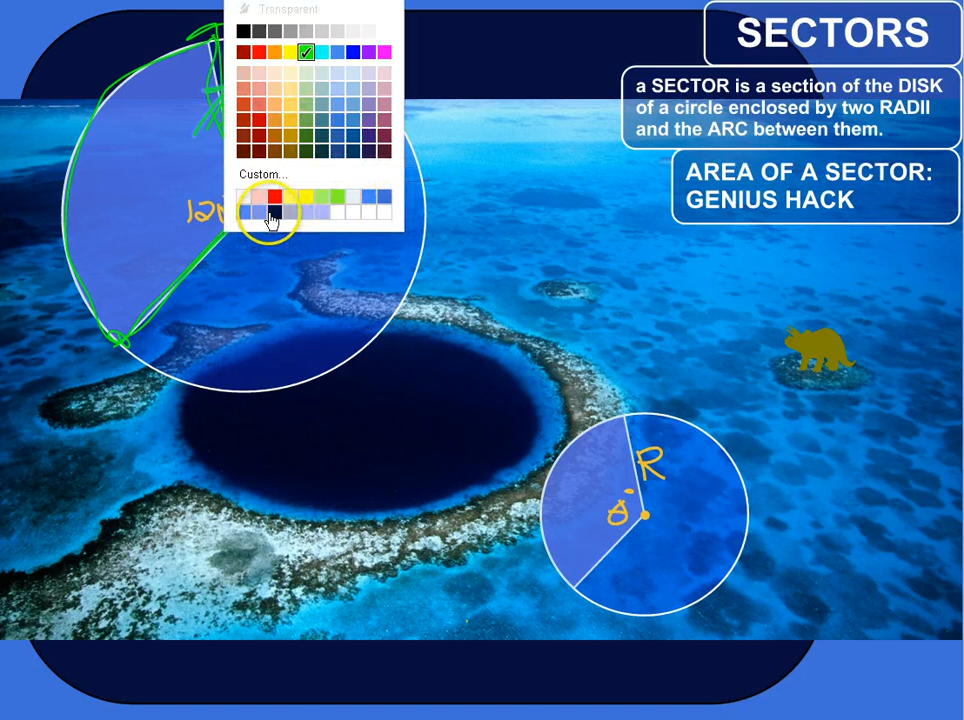 Transparent
SECTORS
a SECTOR is a section of the DISK
of a circle enclosed by two RADII
and the ARC between them.
AREA OF A SECTOR:
GENIUS HACK
Custom...
R
θ°